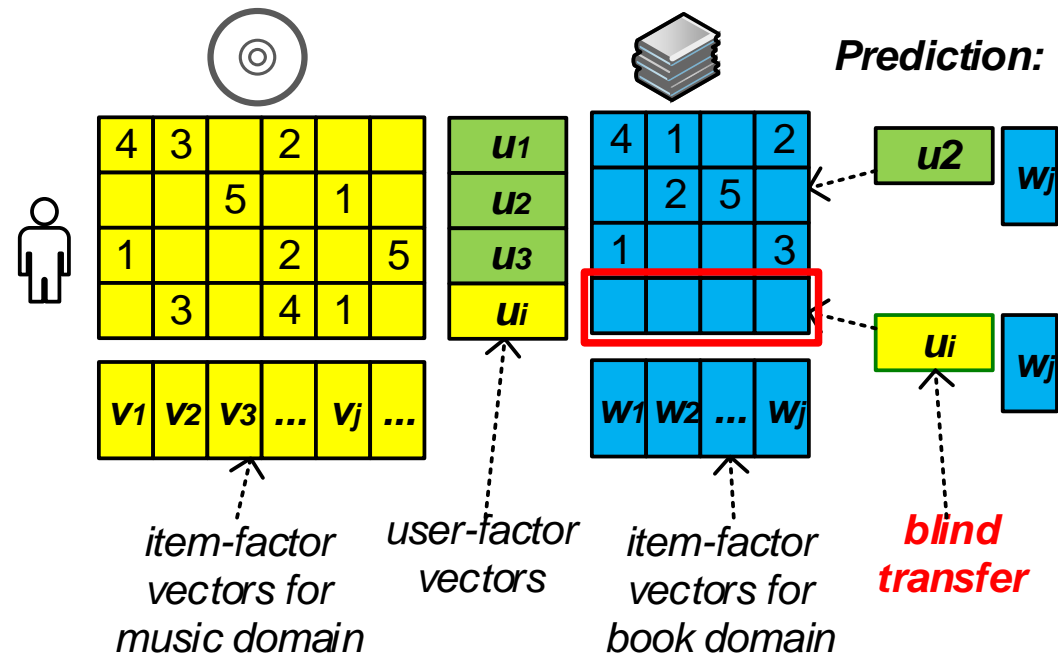 Prediction:
4 3 2
5 1
1 2 5
3 4 1
u1
u2
u3
ui
4 1 2
2 5
1 3
u2
wj
ui
wj
v1 v2 v3 ... vj ...
w1 w2 ... wj
item-factor
vectors for
music domain
user-factor
vectors
item-factor
vectors for
book domain
blind
transfer